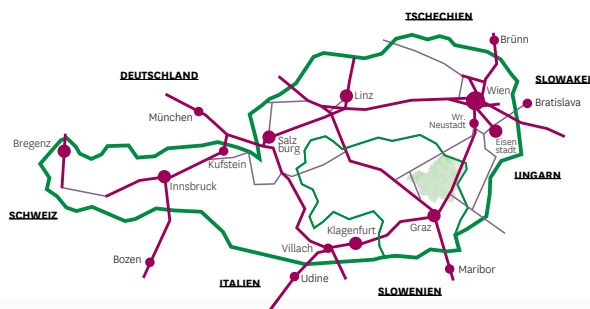 TSCHECHIEN
Brünn
DEUTSCHLAND
SLOWAKEI
Linz
Wien
Bratislava
München
Wr.
Neustadt
Bregenz
Salz
burg
Eisen
stadt
Kufstein
UNGARN
Innsbruck
SCHWEIZ
Klagenfurt
Graz
Villach
Bozen
Maribor
Udine
ITALIEN
SLOWENIEN